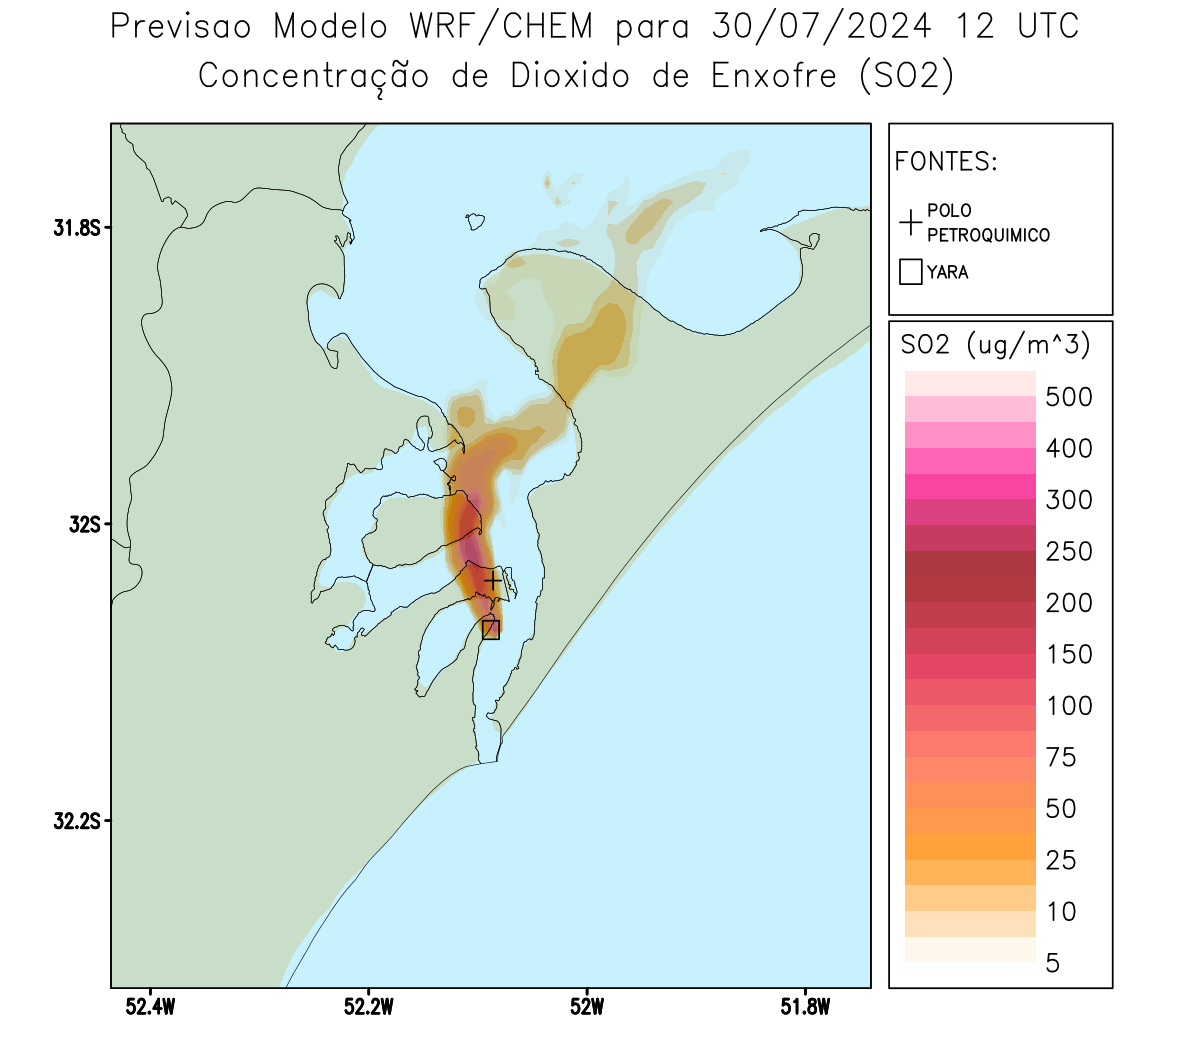 Previsao Modelo WRF/CHEM para 30/07/2024 12 UTC
Concentração de Dioxido de Enxofre (SO2)
FONTES:
POLO
PETROQUIMICO
YARA
31.8S
32S
32.2S
52.4W
52.2W
52W
51.8W
SO2 (ug/m^3)
500
400
300
250
200
150
100
75
50
25
10
5